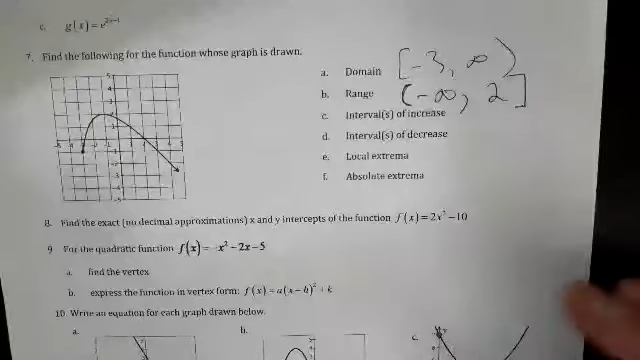 c. g(x)=e^(2x-1)
7. Find the following for the function whose graph is drawn.
a. Domain [-3, ∞)
b. Range (-∞, 2]
c. Interval(s) of increase
d. Interval(s) of decrease
e. Local extrema
f. Absolute extrema
8. Find the exact (no decimal approximations) x and y intercepts of the function f(x)=2x²-10
9 For the quadratic function f(x)=-x²-2x-5
a. find the vertex
b. express the function in vertex form: f(x)=a(x-h)²+k
10. Write an equation for each graph drawn below.
a. b. c.